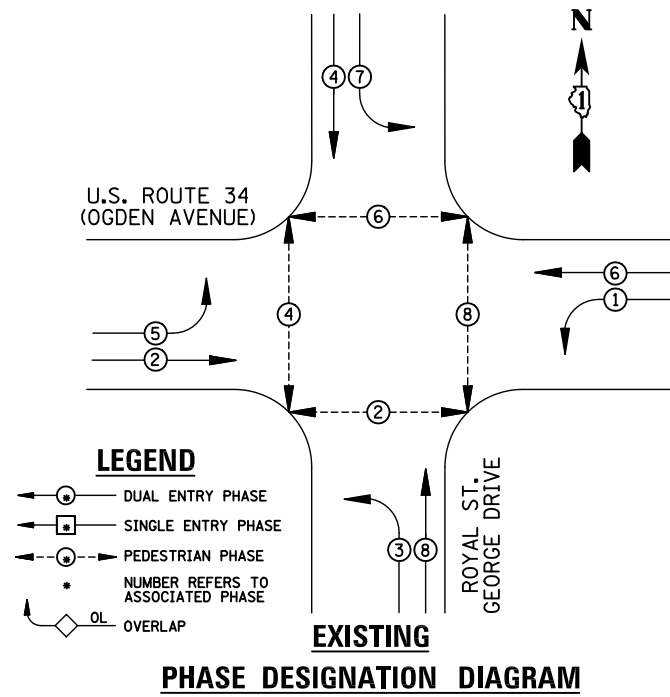 4 7
N
1
U.S. ROUTE 34
(OGDEN AVENUE)
6
6
1
4
8
5
2
2
LEGEND
* DUAL ENTRY PHASE
* SINGLE ENTRY PHASE
* PEDESTRIAN PHASE
* NUMBER REFERS TO
ASSOCIATED PHASE
OL OVERLAP
3 8
ROYAL ST.
GEORGE DRIVE
EXISTING
PHASE DESIGNATION DIAGRAM